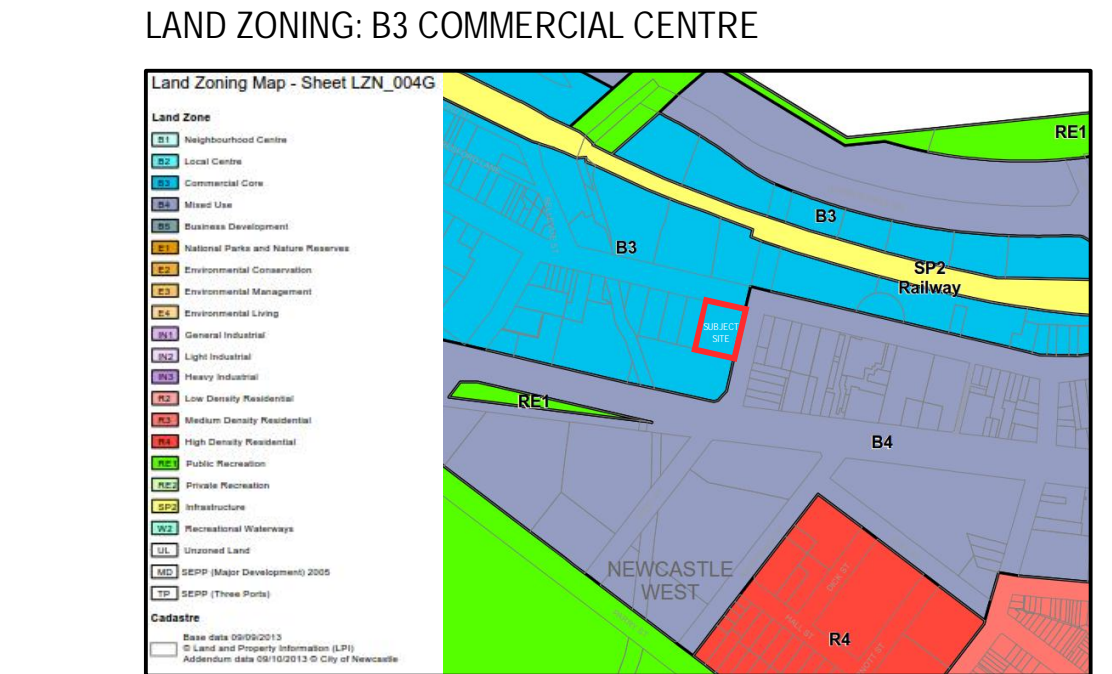 LAND ZONING: B3 COMMERCIAL CENTRE
Land Zoning Map - Sheet LZN_004G
Land Zone
B1 Neighbourhood Centre
B2 Local Centre
B3 Commercial Core
B4 Mixed Use
B5 Business Development
E1 National Parks and Nature Reserves
E2 Environmental Conservation
E3 Environmental Management
E4 Environmental Living
IN1 General Industrial
IN2 Light Industrial
IN3 Heavy Industrial
R2 Low Density Residential
R3 Medium Density Residential
R4 High Density Residential
RE1 Public Recreation
RE2 Private Recreation
SP2 Infrastructure
W2 Recreational Waterways
UL Unzoned Land
MD SEPP (Major Development) 2005
TP SEPP (Three Ports)
Cadastre
Base data 09/09/2013
© Land and Property Information (LPI)
Addendum data 09/10/2013 © City of Newcastle
RE1
B3
B3
SP2
Railway
SUBJECT
SITE
RE1
B4
NEWCASTLE
WEST
DICK ST
HALL ST
PARRY ST
R4